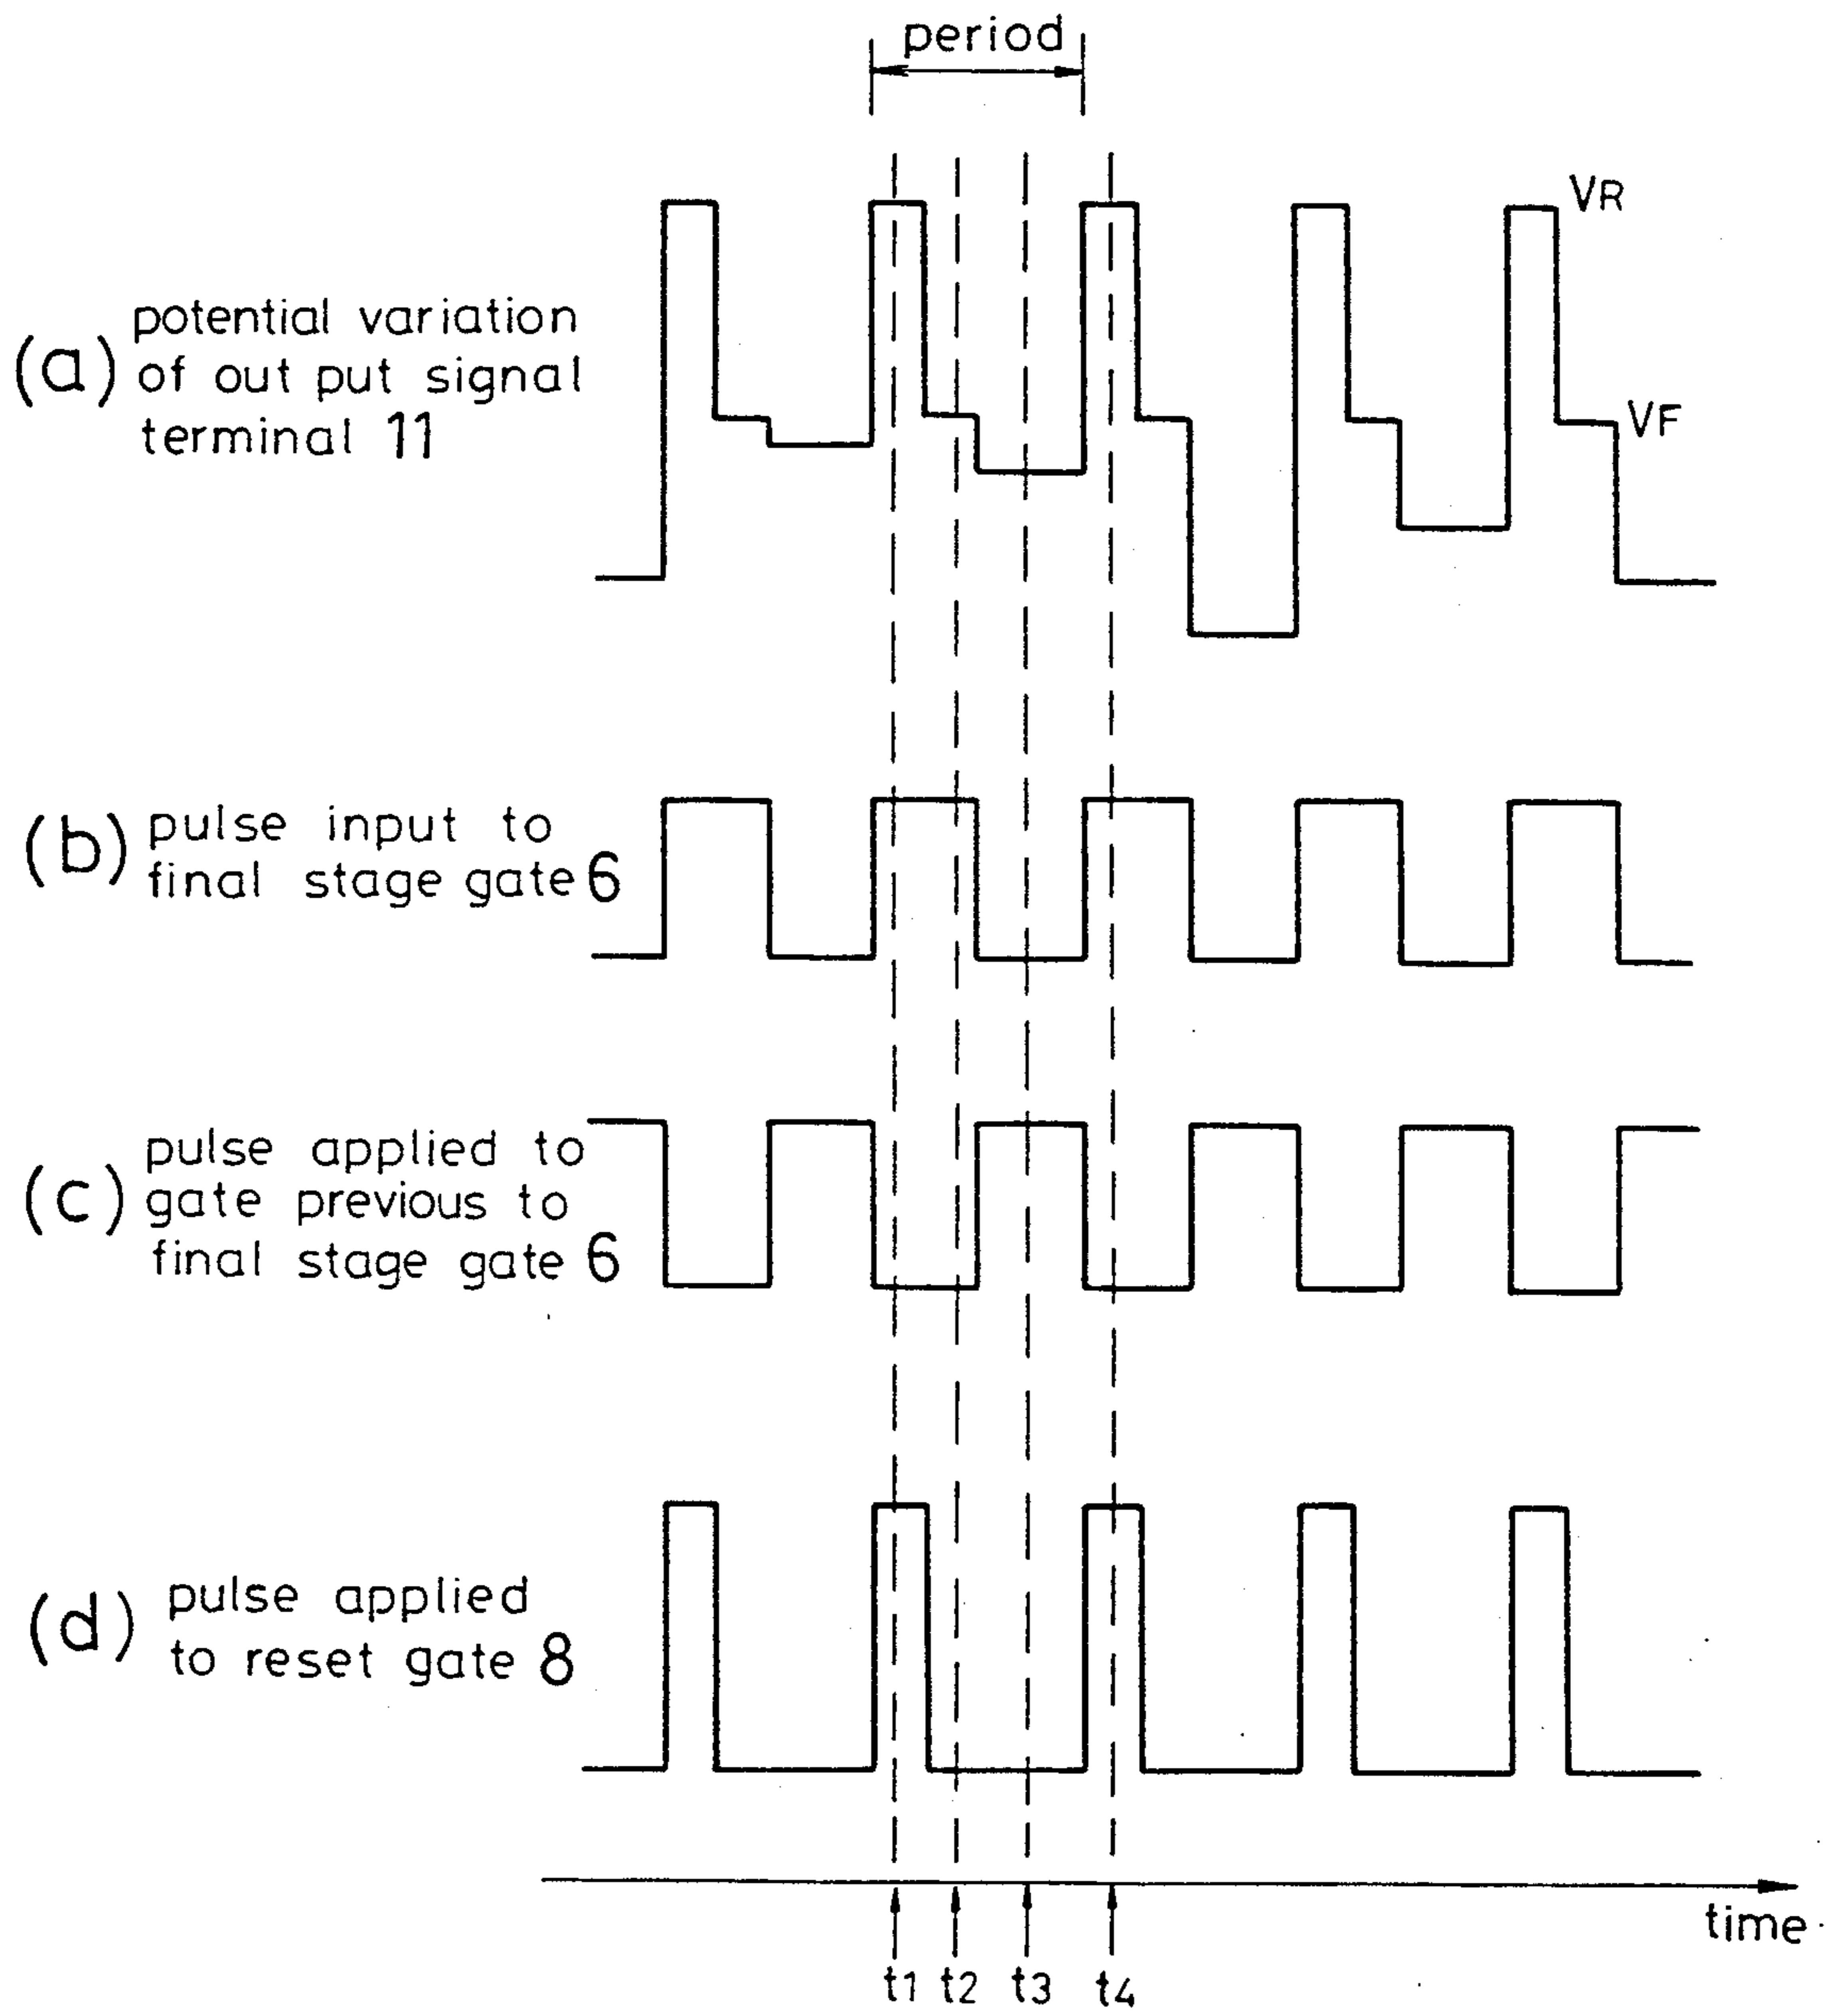 period
VR
(a) potential variation
of out put signal
terminal 11
VF
(b) pulse input to
final stage gate 6
(c) pulse applied to
gate previous to
final stage gate 6
(d) pulse applied
to reset gate 8
time
t1 t2 t3 t4